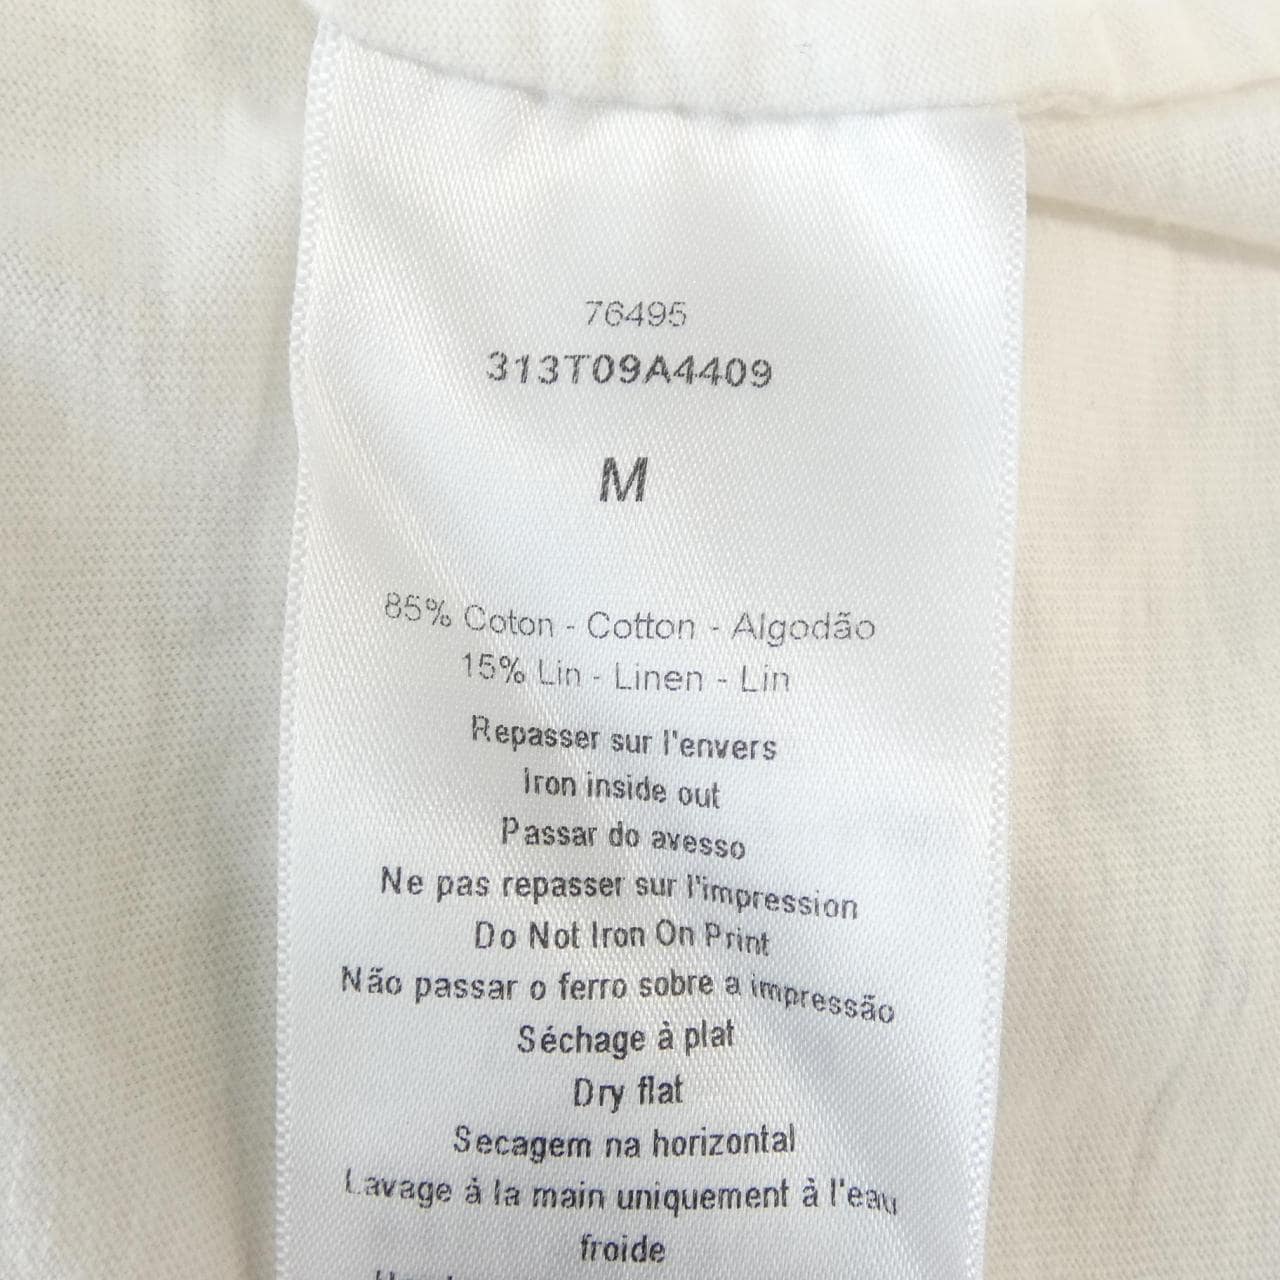 76495
313T09A4409
M
85% Coton - Cotton - Algodão
15% Lin - Linen - Lin
Repasser sur l'envers
Iron inside out
Passar do avesso
Ne pas repasser sur l'impression
Do Not Iron On Print
Não passar o ferro sobre a impressão
Séchage à plat
Dry flat
Secagem na horizontal
Lavage à la main uniquement à l'eau
froide